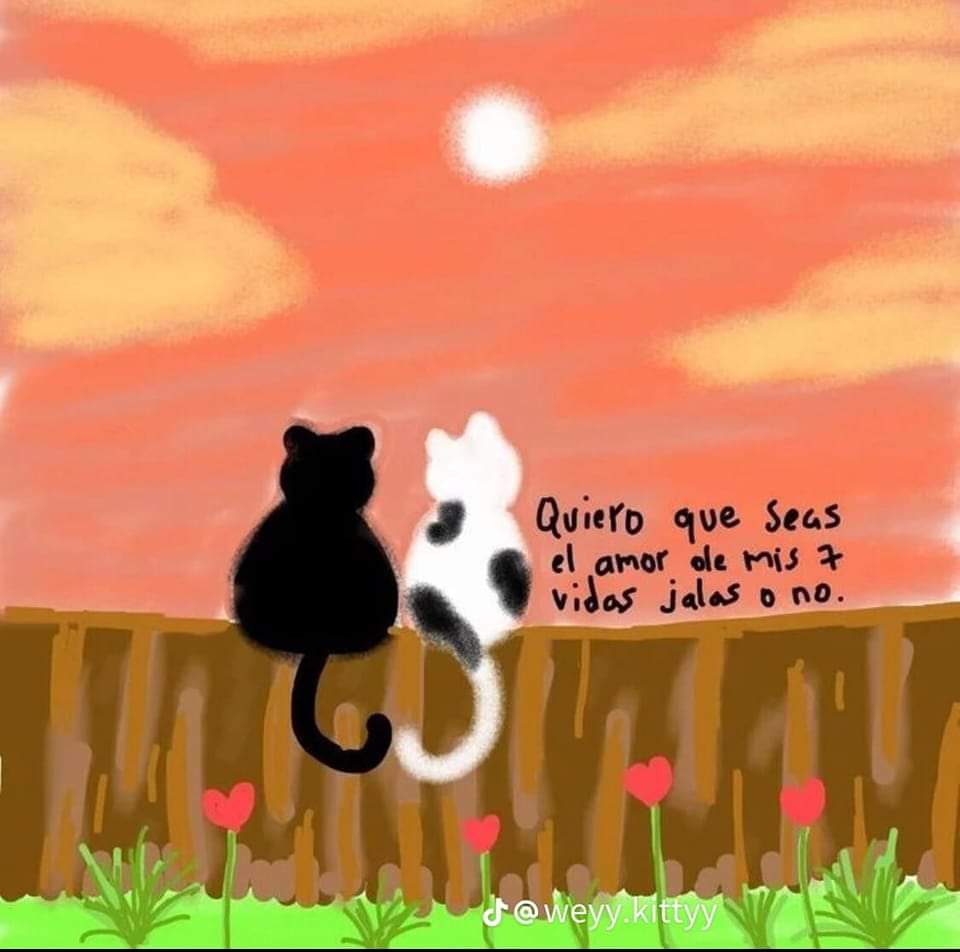 Quiero que seas
el amor de mis 7
vidas jalas o no.
@weyy.kittyy